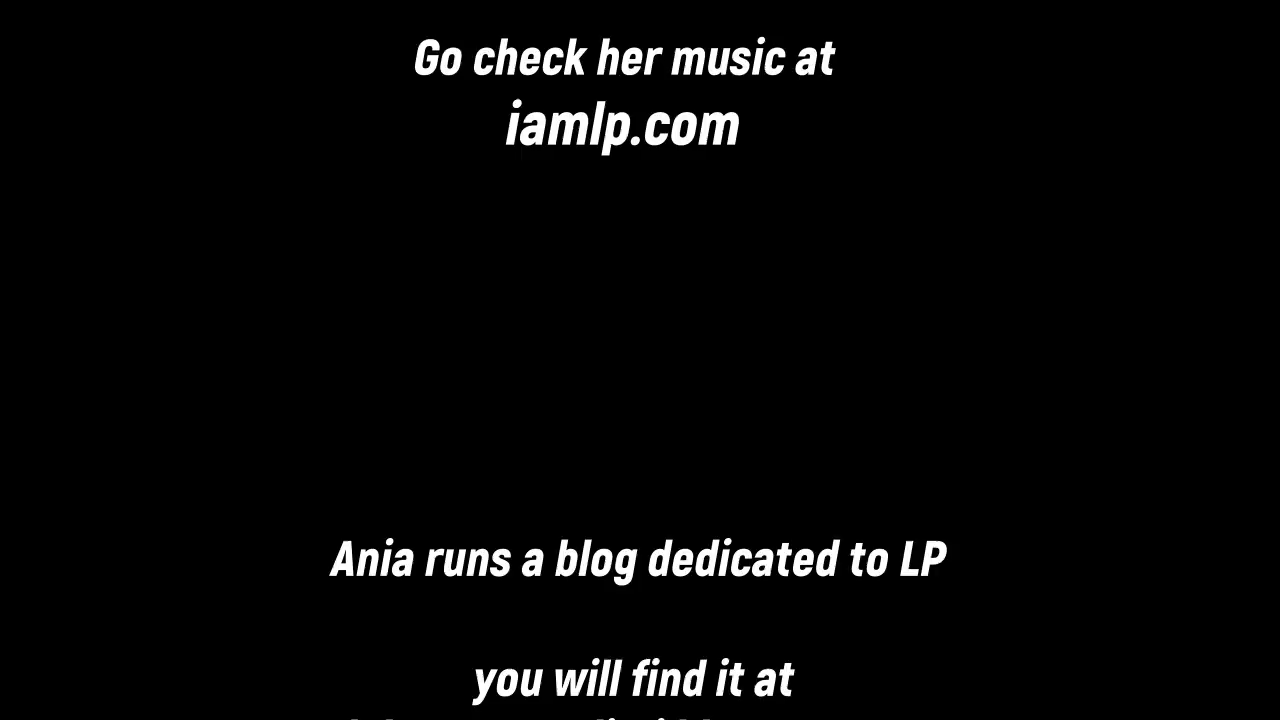 Go check her music at
iamlp.com
Ania runs a blog dedicated to LP
you will find it at